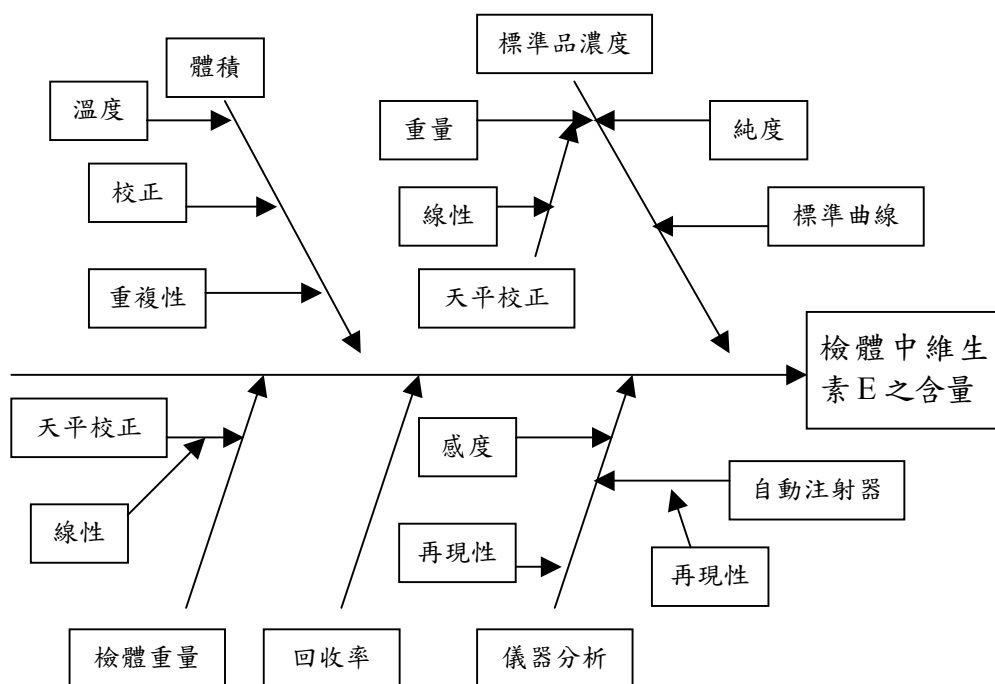 標準品濃度
體積
溫度
重量
純度
校正
線性
標準曲線
重複性
天平校正
檢體中維生
素E之含量
天平校正
感度
自動注射器
線性
再現性
再現性
檢體重量
回收率
儀器分析